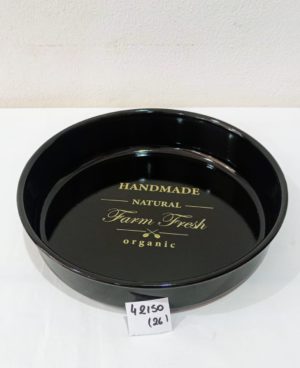 HANDMADE
NATURAL
Farm Fresh
organic
42150
(26)